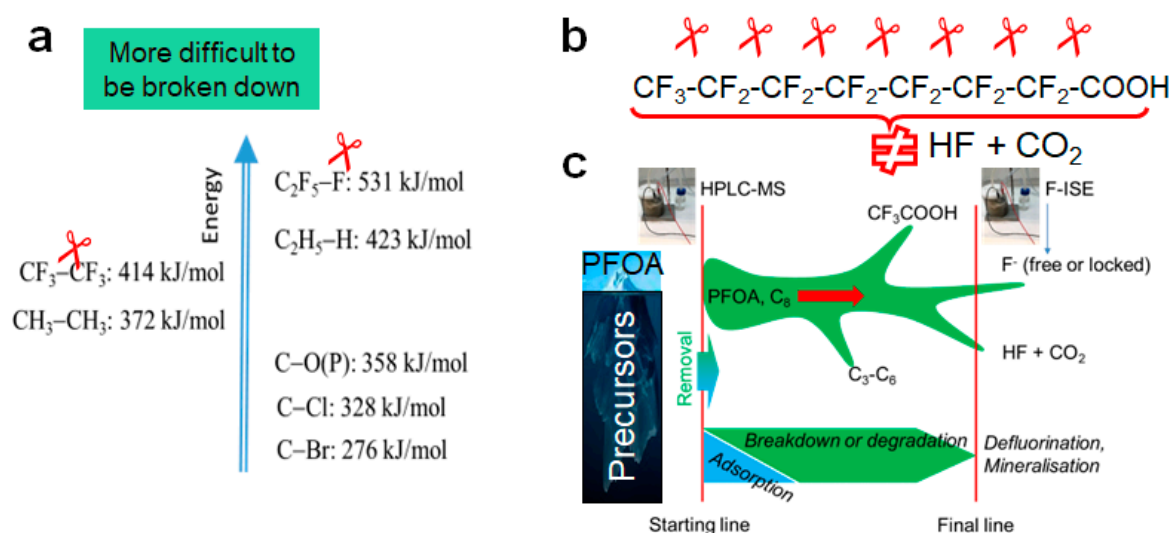 a
More difficult to
be broken down
Energy
C₂F₅–F: 531 kJ/mol
C₂H₅–H: 423 kJ/mol
CF₃–CF₃: 414 kJ/mol
CH₃–CH₃: 372 kJ/mol
C–O(P): 358 kJ/mol
C–Cl: 328 kJ/mol
C–Br: 276 kJ/mol
b
CF₃-CF₂-CF₂-CF₂-CF₂-CF₂-CF₂-COOH
≠ HF + CO₂
c
HPLC-MS
F-ISE
CF₃COOH
F⁻ (free or locked)
PFOA
PFOA, C₈
Precursors
Removal
HF + CO₂
C₃-C₆
Breakdown or degradation
Adsorption
Defluorination,
Mineralisation
Starting line
Final line